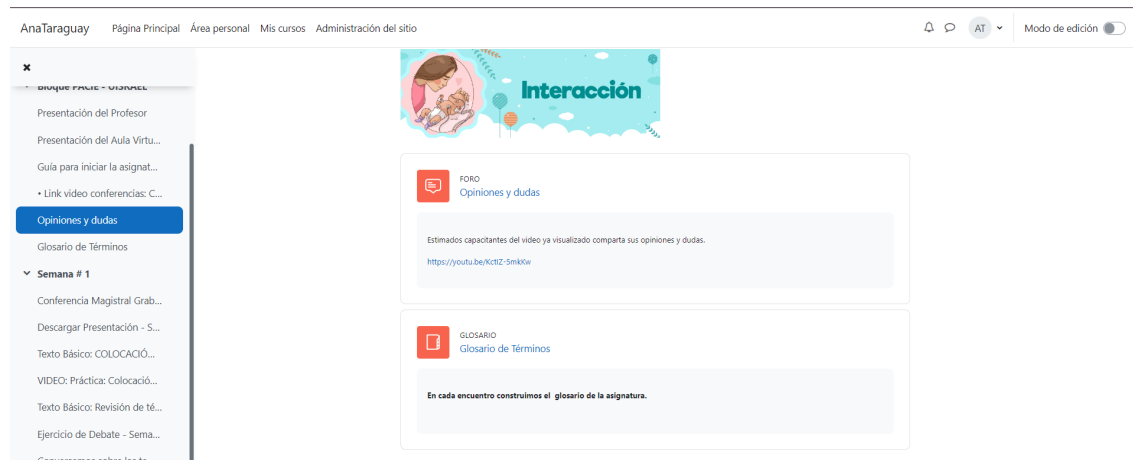 AnaTaraguay
Página Principal
Área personal
Mis cursos
Administración del sitio
AT
Modo de edición
Bloque PACIE - UISRAEL
Presentación del Profesor
Presentación del Aula Virtu...
Guía para iniciar la asignat...
• Link video conferencias: C...
Opiniones y dudas
Glosario de Términos
Semana # 1
Conferencia Magistral Grab...
Descargar Presentación - S...
Texto Básico: COLOCACIÓ...
VIDEO: Práctica: Colocació...
Texto Básico: Revisión de té...
Ejercicio de Debate - Sema...
Interacción
FORO
Opiniones y dudas
Estimados capacitantes del video ya visualizado comparta sus opiniones y dudas.
https://youtu.be/KctIZ-5mkKw
GLOSARIO
Glosario de Términos
En cada encuentro construimos el glosario de la asignatura.